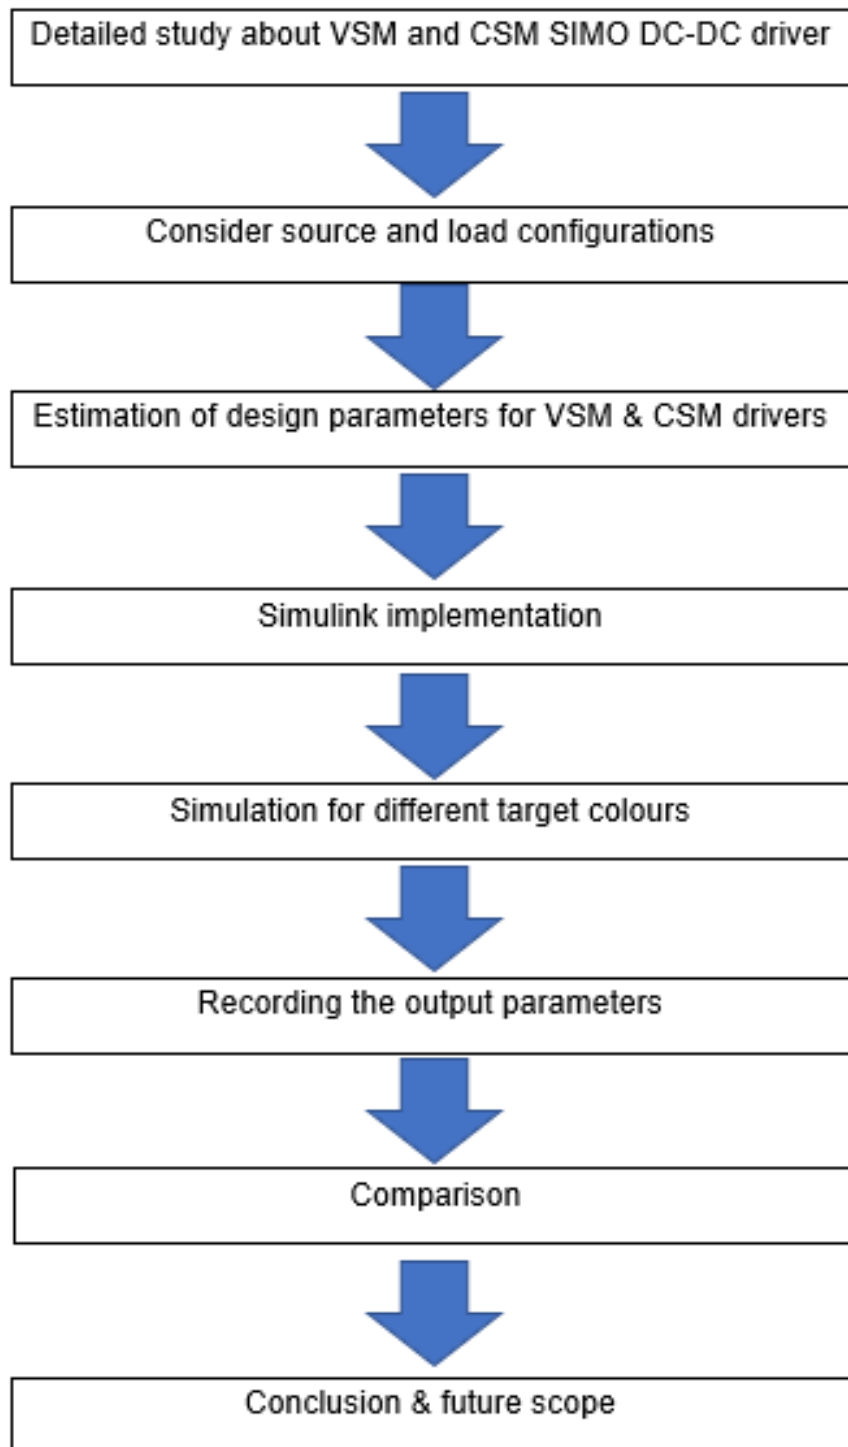 Detailed study about VSM and CSM SIMO DC-DC driver
Consider source and load configurations
Estimation of design parameters for VSM & CSM drivers
Simulink implementation
Simulation for different target colours
Recording the output parameters
Comparison
Conclusion & future scope